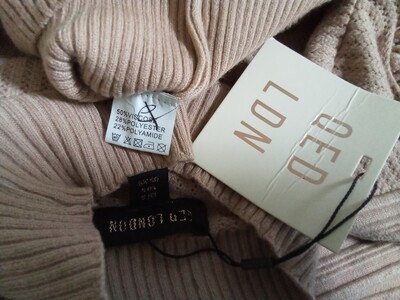 50%VISCOSE
28%POLYESTER
22%POLYAMIDE
QED
LDN
QED LONDON